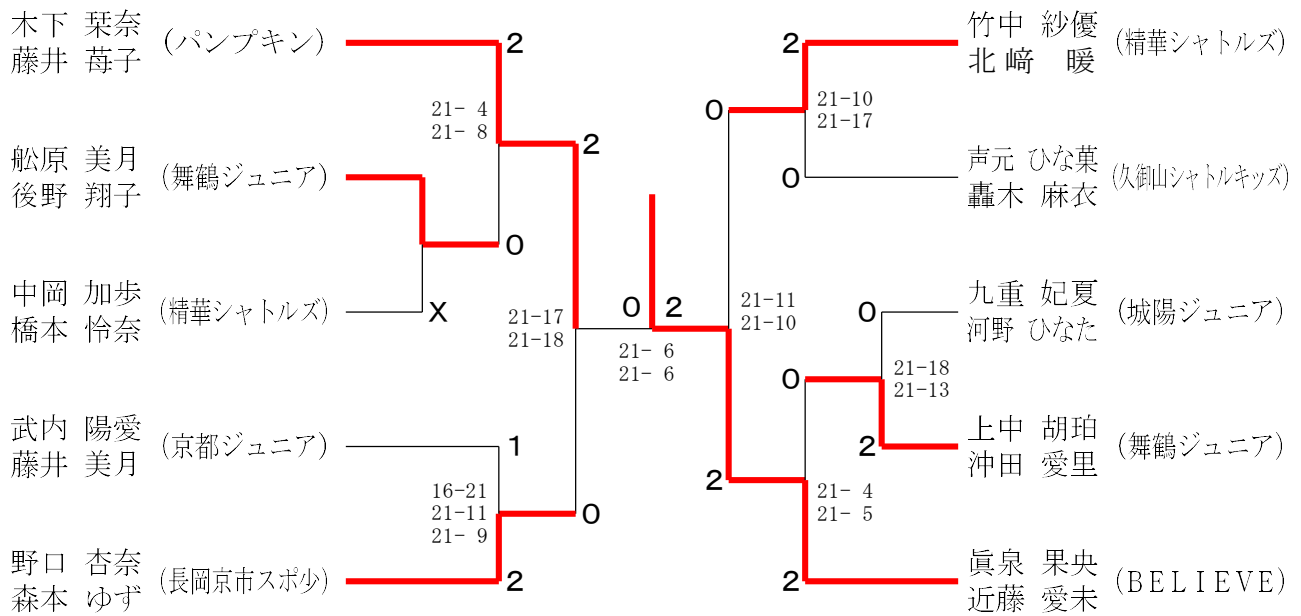 木下 栞奈
藤井 苺子
(パンプキン)
2
21- 4
21- 8
2
舩原 美月
後野 翔子
(舞鶴ジュニア)
0
中岡 加歩
橋本 怜奈
(精華シャトルズ)
X
21-17
21-18
武内 陽愛
藤井 美月
(京都ジュニア)
1
16-21
21-11
21- 9
0
野口 杏奈
森本 ゆず
(長岡京市スポ少)
2
0
2
21- 6
21- 6
2
竹中 紗優
北﨑 暖
(精華シャトルズ)
0
21-10
21-17
0
声元 ひな菓
轟木 麻衣
(久御山シャトルキッズ)
21-11
21-10
0
九重 妃夏
河野 ひなた
(城陽ジュニア)
0
21-18
21-13
2
上中 胡珀
沖田 愛里
(舞鶴ジュニア)
2
21- 4
21- 5
2
眞泉 果央
近藤 愛未
(BELIEVE)